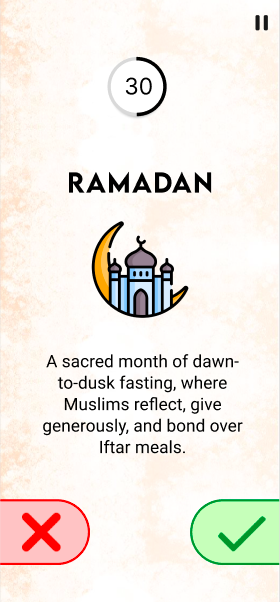 30
RAMADAN
A sacred month of dawn-
to-dusk fasting, where
Muslims reflect, give
generously, and bond over
Iftar meals.